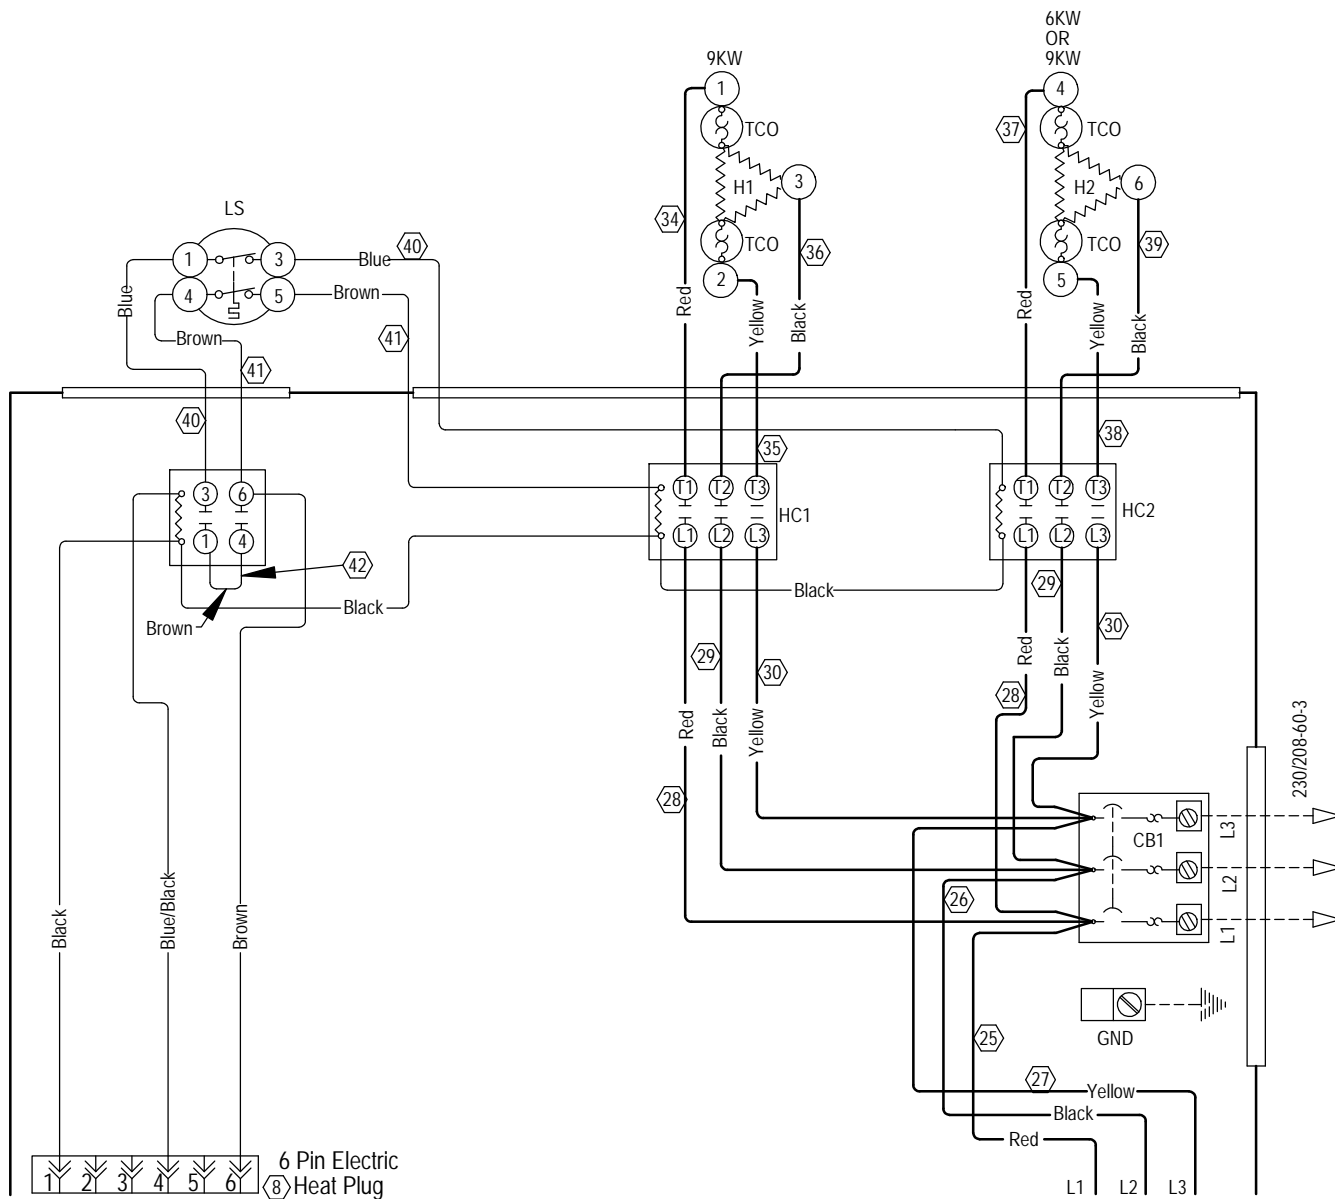 6KW
OR
9KW
9KW
1
4
TCO
TCO
37
H1
3
H2
6
LS
34
40
36
39
TCO
TCO
1
3
Blue
2
5
4
5
Brown
Blue
Red
Yellow
Black
Red
Yellow
Black
Brown
41
41
40
35
38
3
6
T1
T2
T3
HC1
T1
T2
T3
HC2
1
4
L1
L2
L3
L1
L2
L3
42
29
Black
Black
Brown
30
29
30
Red
Black
Yellow
28
Red
Black
Yellow
230/208-60-3
28
CB1
L3
L2
L1
26
Black
Blue/Black
Brown
GND
25
27
Yellow
Black
Red
6 Pin Electric
8 Heat Plug
1 2 3 4 5 6
L1 L2 L3